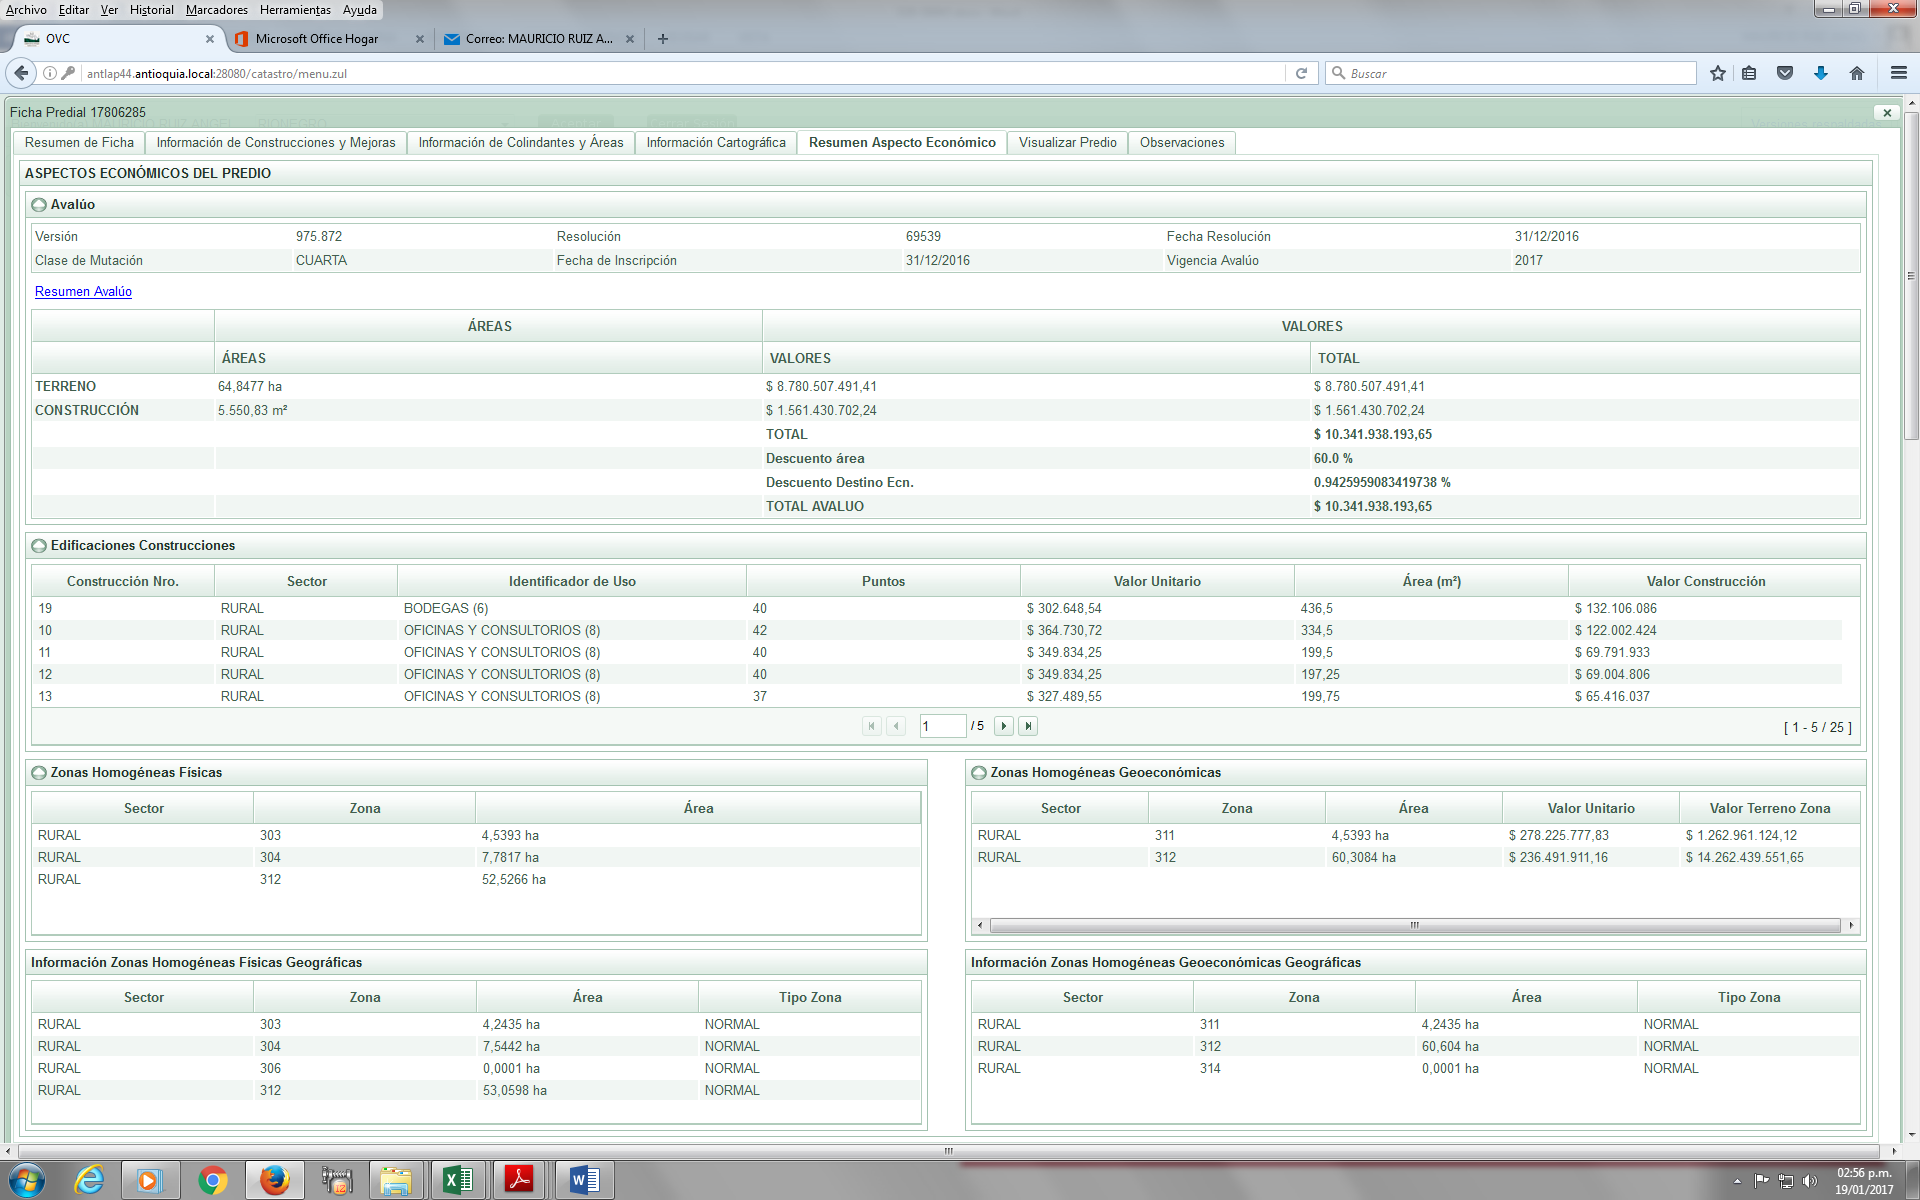 Archivo Editar Ver Historial Marcadores Herramientas Ayuda
OVC Microsoft Office Hogar Correo: MAURICIO RUIZ A...
antlap44.antioquia.local:28080/catastro/menu.zul Buscar
Ficha Predial 17806285
Resumen de Ficha Información de Construcciones y Mejoras Información de Colindantes y Áreas Información Cartográfica Resumen Aspecto Económico Visualizar Predio Observaciones
ASPECTOS ECONÓMICOS DEL PREDIO
Avalúo
Versión 975.872 Resolución 69539 Fecha Resolución 31/12/2016
Clase de Mutación CUARTA Fecha de Inscripción 31/12/2016 Vigencia Avalúo 2017
Resumen Avalúo
ÁREAS VALORES
ÁREAS VALORES TOTAL
TERRENO 64,8477 ha $ 8.780.507.491,41 $ 8.780.507.491,41
CONSTRUCCIÓN 5.550,83 m² $ 1.561.430.702,24 $ 1.561.430.702,24
TOTAL $ 10.341.938.193,65
Descuento área 60.0 %
Descuento Destino Ecn. 0.9425959083419738 %
TOTAL AVALUO $ 10.341.938.193,65
Edificaciones Construcciones
Construcción Nro. Sector Identificador de Uso Puntos Valor Unitario Área (m²) Valor Construcción
19 RURAL BODEGAS (6) 40 $ 302.648,54 436,5 $ 132.106.086
10 RURAL OFICINAS Y CONSULTORIOS (8) 42 $ 364.730,72 334,5 $ 122.002.424
11 RURAL OFICINAS Y CONSULTORIOS (8) 40 $ 349.834,25 199,5 $ 69.791.933
12 RURAL OFICINAS Y CONSULTORIOS (8) 40 $ 349.834,25 197,25 $ 69.004.806
13 RURAL OFICINAS Y CONSULTORIOS (8) 37 $ 327.489,55 199,75 $ 65.416.037
1 / 5 [ 1 - 5 / 25 ]
Zonas Homogéneas Físicas
Sector Zona Área
RURAL 303 4,5393 ha
RURAL 304 7,7817 ha
RURAL 312 52,5266 ha
Zonas Homogéneas Geoeconómicas
Sector Zona Área Valor Unitario Valor Terreno Zona
RURAL 311 4,5393 ha $ 278.225.777,83 $ 1.262.961.124,12
RURAL 312 60,3084 ha $ 236.491.911,16 $ 14.262.439.551,65
Información Zonas Homogéneas Físicas Geográficas
Sector Zona Área Tipo Zona
RURAL 303 4,2435 ha NORMAL
RURAL 304 7,5442 ha NORMAL
RURAL 306 0,0001 ha NORMAL
RURAL 312 53,0598 ha NORMAL
Información Zonas Homogéneas Geoeconómicas Geográficas
Sector Zona Área Tipo Zona
RURAL 311 4,2435 ha NORMAL
RURAL 312 60,604 ha NORMAL
RURAL 314 0,0001 ha NORMAL
02:56 p.m.
19/01/2017